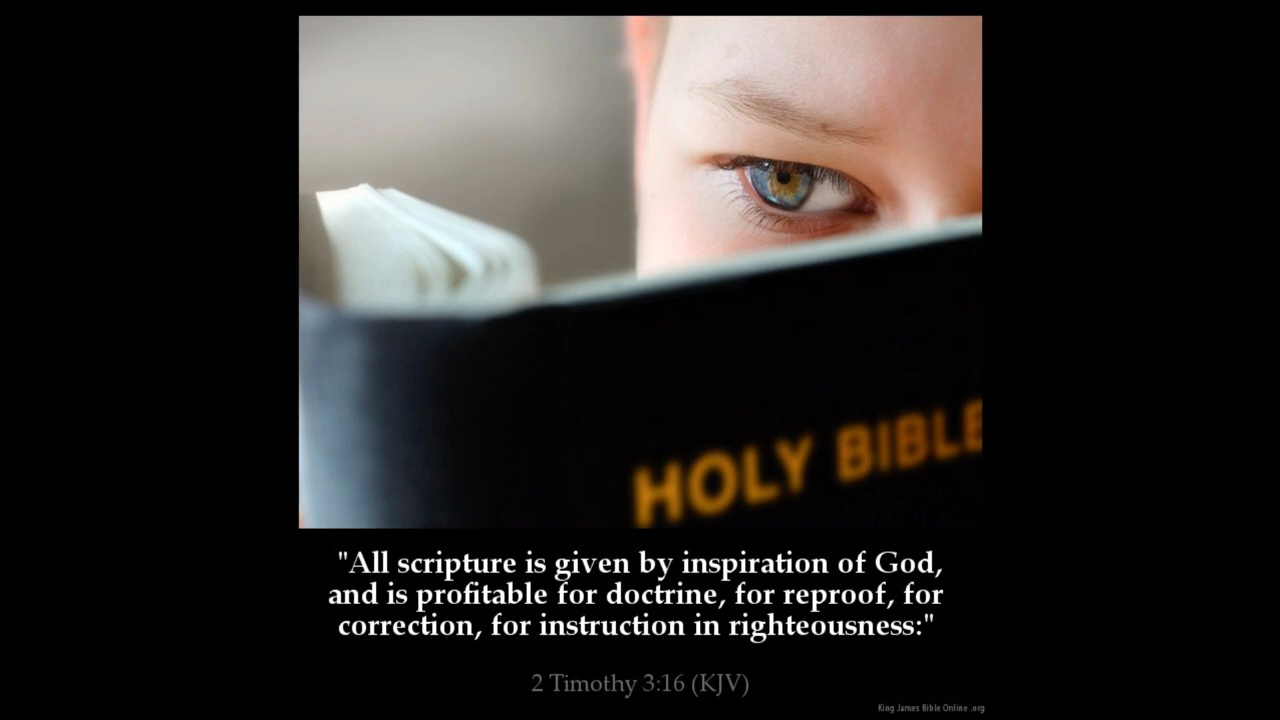 HOLY BIBLE
"All scripture is given by inspiration of God,
and is profitable for doctrine, for reproof, for
correction, for instruction in righteousness:"
2 Timothy 3:16 (KJV)
King James Bible Online .org